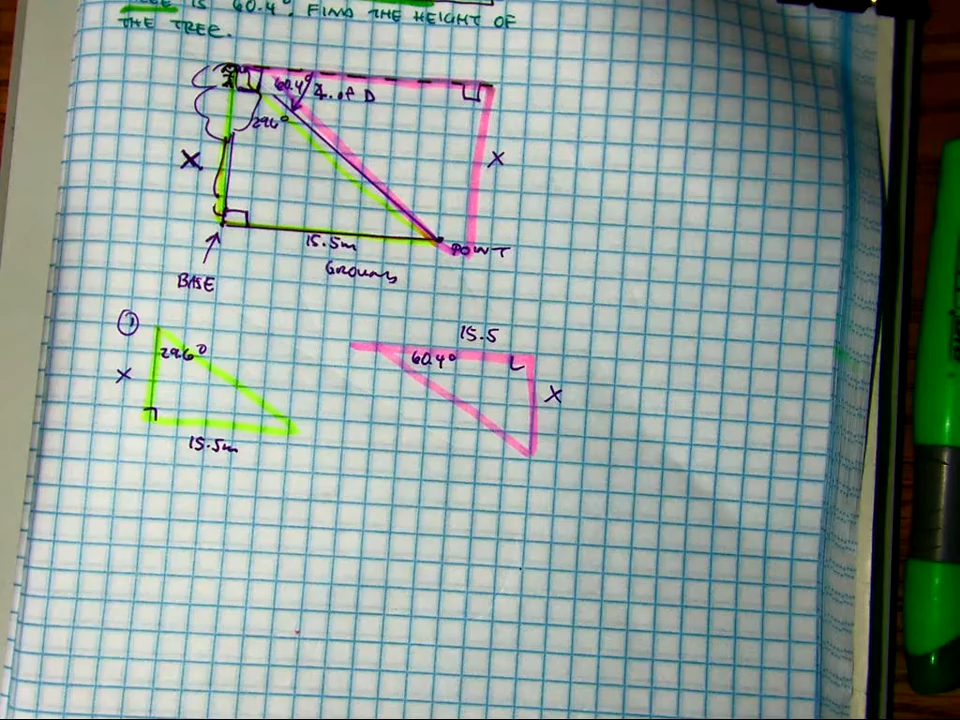 TREE IS 60.4°, FIND THE HEIGHT OF
THE TREE.
60.4° ∠ of D
29.6°
X
X
15.5m
POINT
GROUND
BASE
①
29.6°
X
15.5m
15.5
60.4°
X